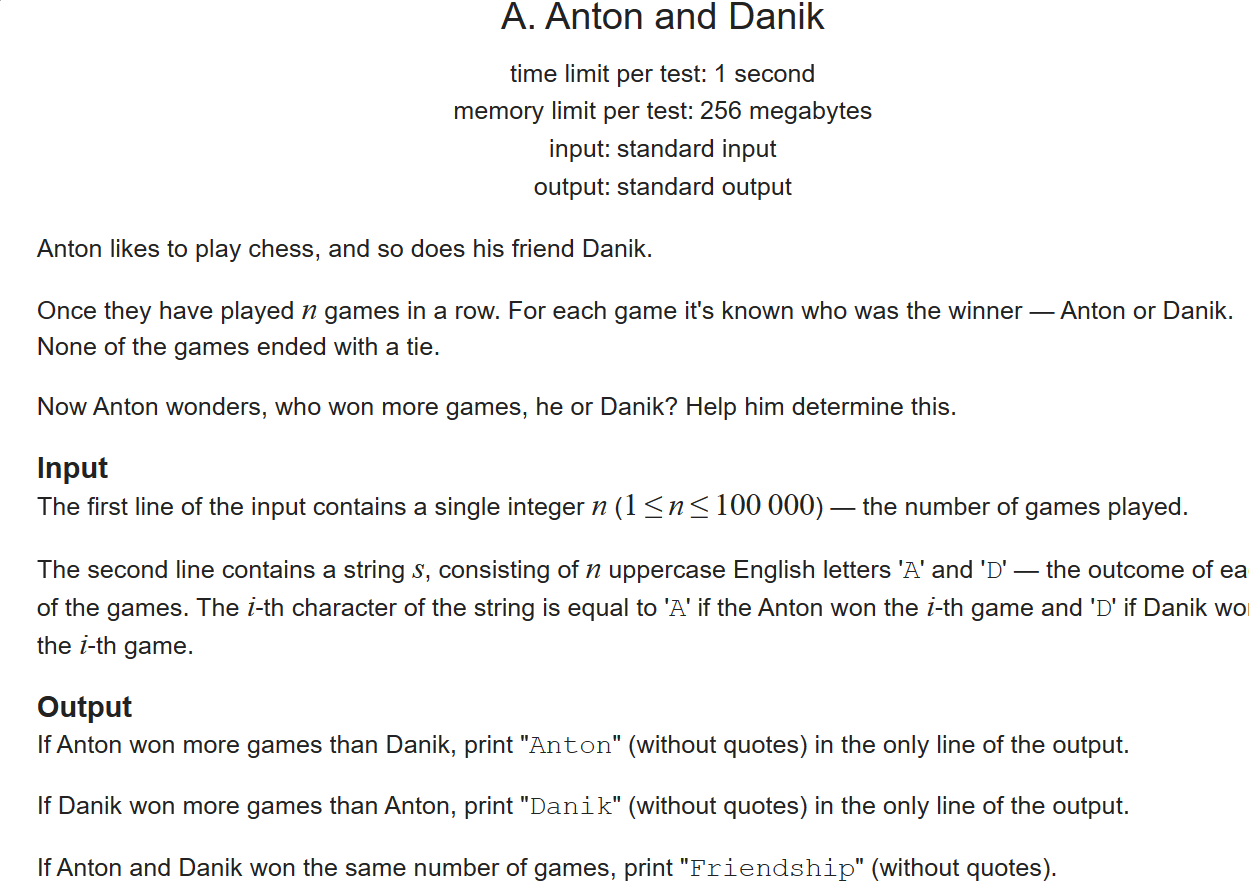 A. Anton and Danik
time limit per test: 1 second
memory limit per test: 256 megabytes
input: standard input
output: standard output
Anton likes to play chess, and so does his friend Danik.
Once they have played n games in a row. For each game it's known who was the winner — Anton or Danik.
None of the games ended with a tie.
Now Anton wonders, who won more games, he or Danik? Help him determine this.
Input
The first line of the input contains a single integer n (1 ≤ n ≤ 100 000) — the number of games played.
The second line contains a string s, consisting of n uppercase English letters 'A' and 'D' — the outcome of ea
of the games. The i-th character of the string is equal to 'A' if the Anton won the i-th game and 'D' if Danik wo
the i-th game.
Output
If Anton won more games than Danik, print "Anton" (without quotes) in the only line of the output.
If Danik won more games than Anton, print "Danik" (without quotes) in the only line of the output.
If Anton and Danik won the same number of games, print "Friendship" (without quotes).